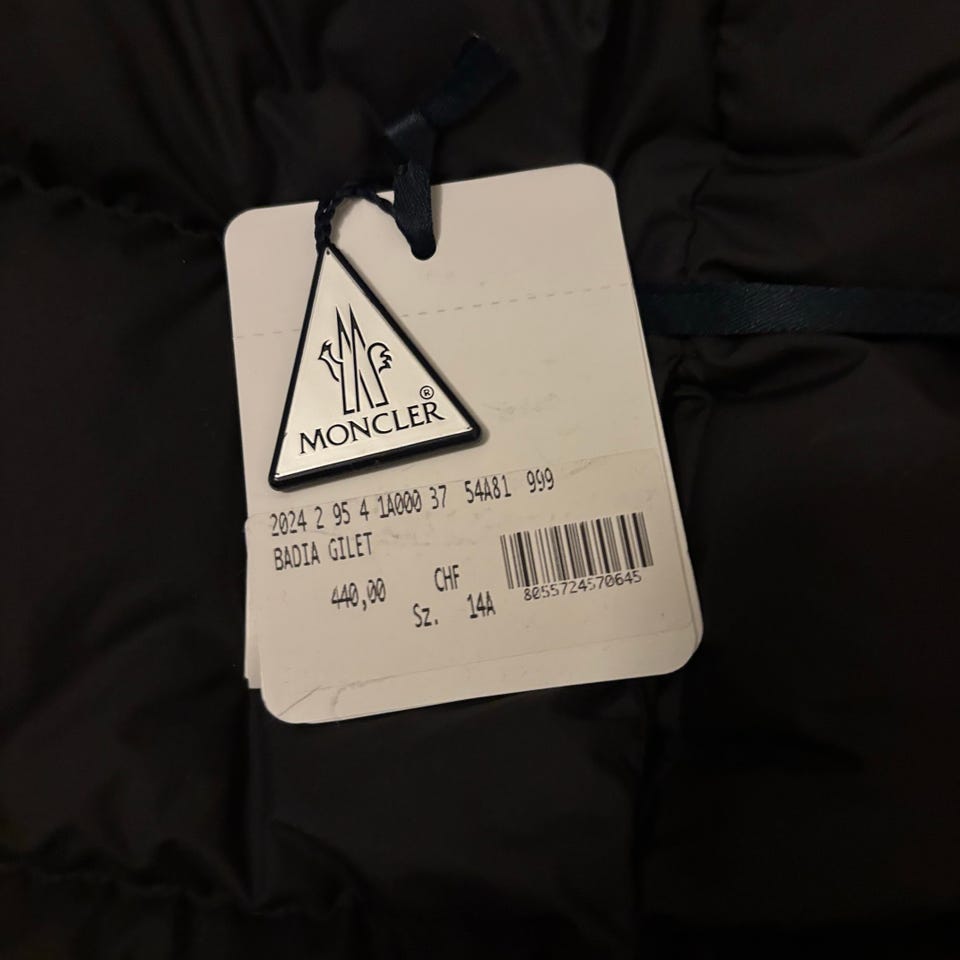 ®
MONCLER
2024 2 95 4 1A000 37 54A81 999
BADIA GILET
440,00 CHF
Sz. 14A
8055724570645